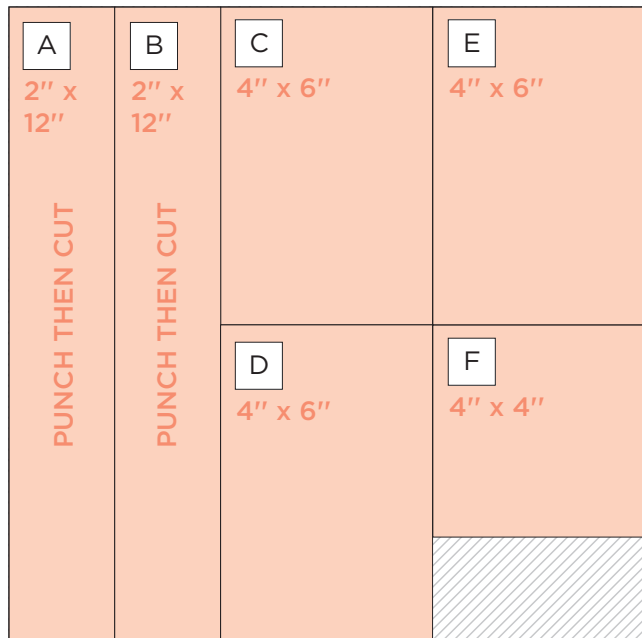 A
2" x
12"
PUNCH THEN CUT
B
2" x
12"
PUNCH THEN CUT
C
4" x 6"
D
4" x 6"
E
4" x 6"
F
4" x 4"